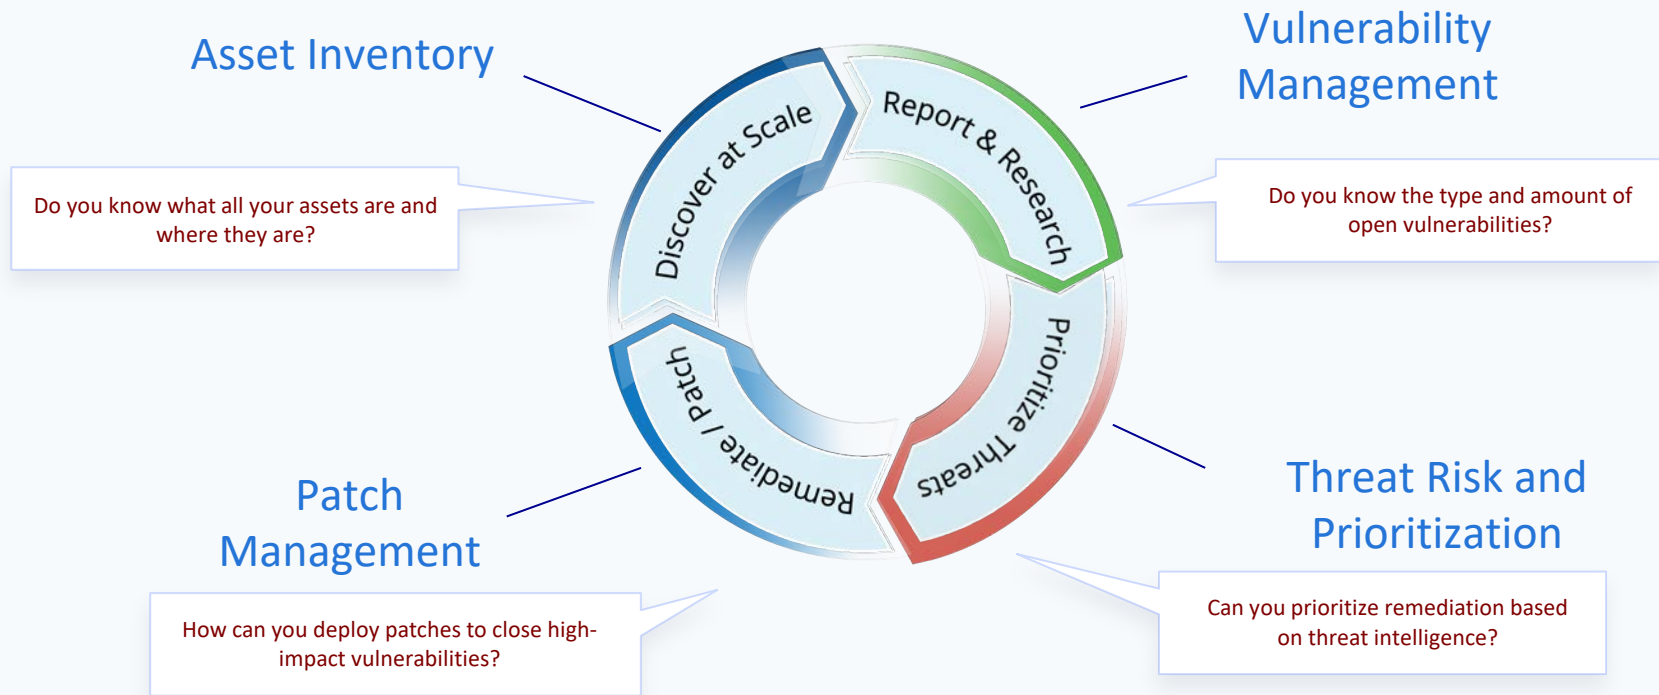 Asset Inventory
Do you know what all your assets are and
where they are?
Discover at Scale
Vulnerability
Management
Report & Research
Do you know the type and amount of
open vulnerabilities?
Prioritize Threats
Threat Risk and
Prioritization
Can you prioritize remediation based
on threat intelligence?
Remediate / Patch
Patch
Management
How can you deploy patches to close high-
impact vulnerabilities?